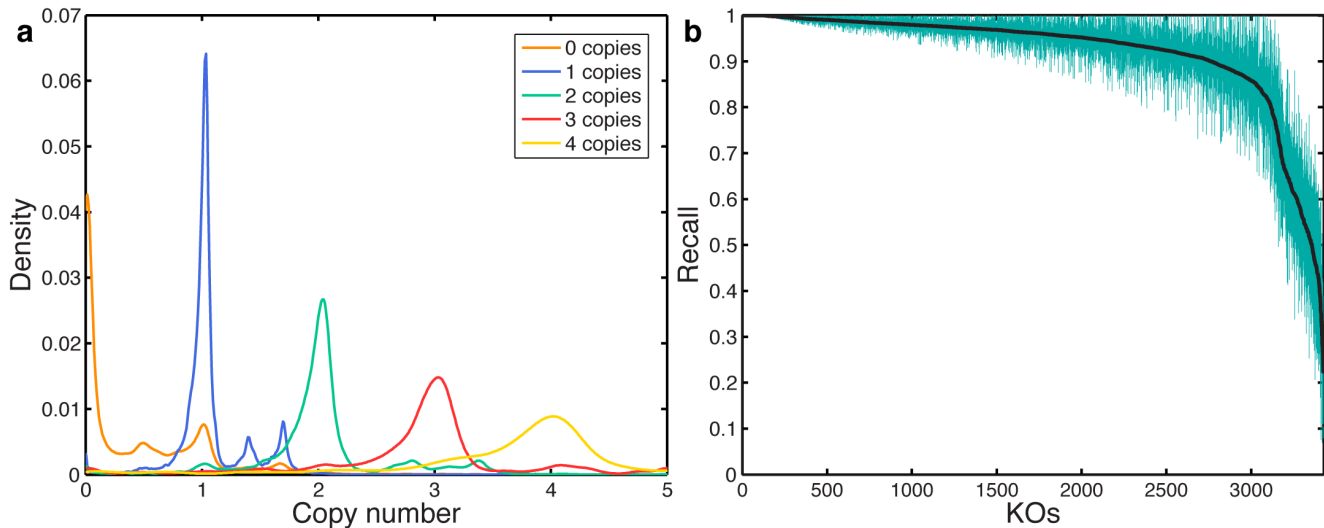 a
0.07
0.06
0.05
0.04
0.03
0.02
0.01
0
Density
0 copies
1 copies
2 copies
3 copies
4 copies
0
1
2
3
4
5
Copy number
b
1
0.9
0.8
0.7
0.6
0.5
0.4
0.3
0.2
0.1
0
Recall
0
500
1000
1500
2000
2500
3000
KOs